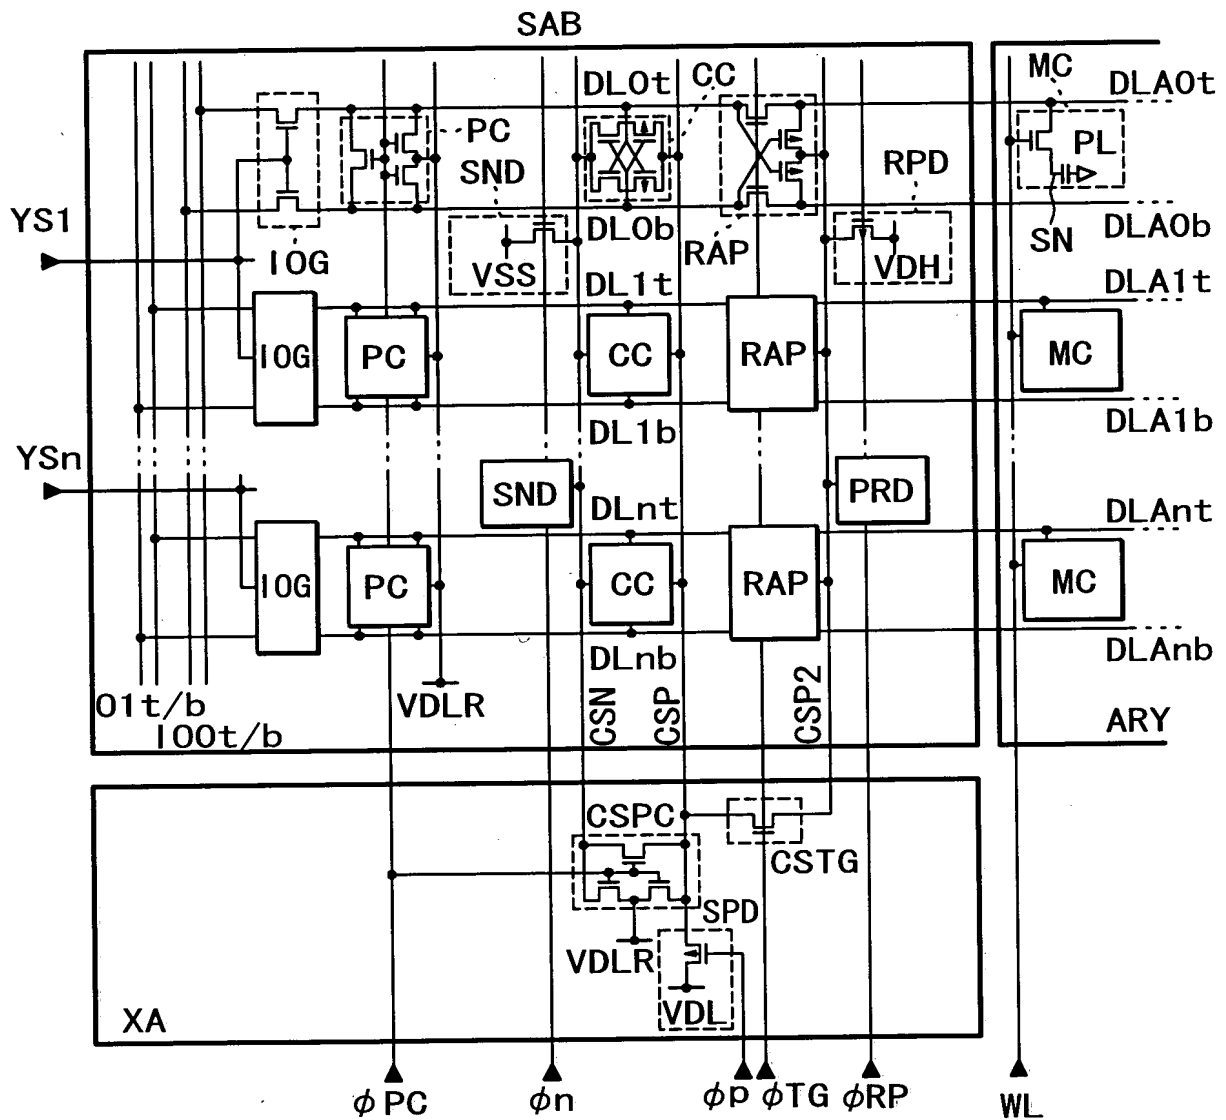 SAB
DL0t
CC
MC
DLA0t
PC
SND
PL
RPD
YS1
IOG
DL0b
RAP
SN
DLA0b
VSS
VDH
DL1t
DLA1t
IOG
PC
CC
RAP
MC
DL1b
DLA1b
YSn
SND
PRD
DLnt
DLAnt
IOG
PC
CC
RAP
MC
DLnb
DLAnb
O1t/b
VDLR
CSN
CSP
CSP2
IO0t/b
ARY
CSPC
CSTG
SPD
VDLR
VDL
XA
ϕPC
ϕn
ϕp
ϕTG
ϕRP
WL